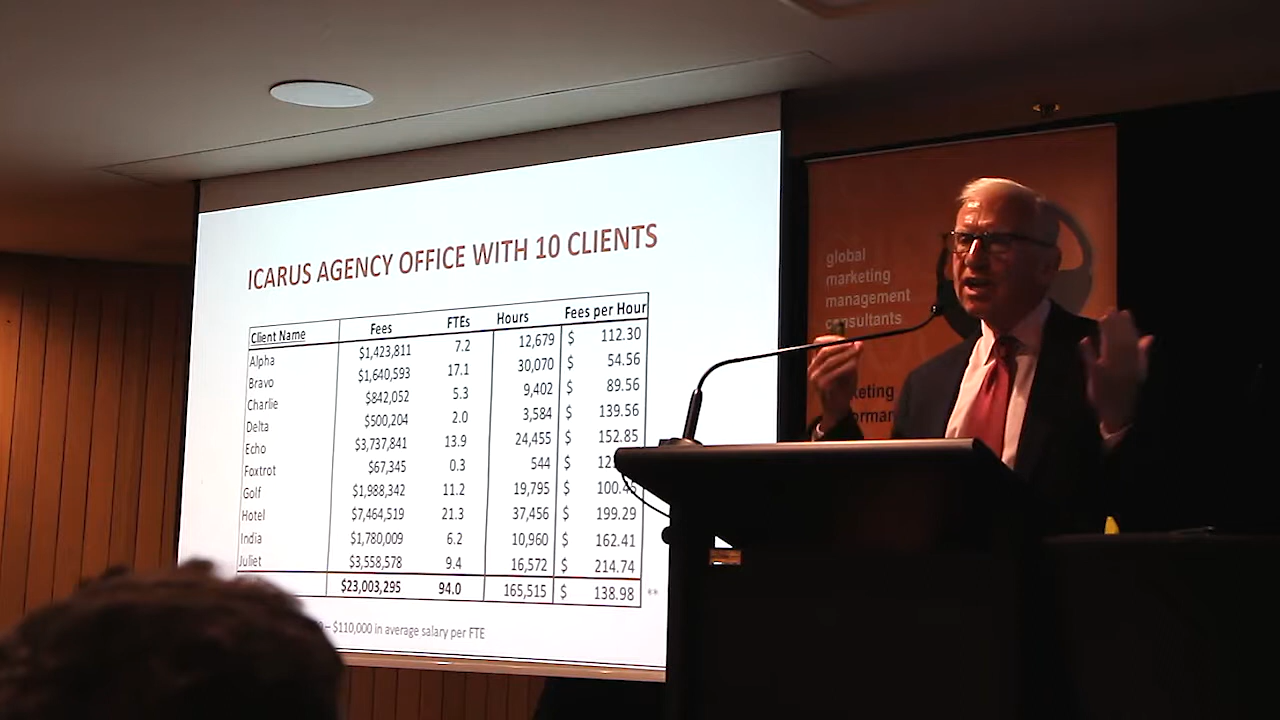 ICARUS AGENCY OFFICE WITH 10 CLIENTS
Client Name Fees FTEs Hours Fees per Hour
Alpha $1,423,811 7.2 12,679 $ 112.30
Bravo $1,640,593 17.1 30,070 $ 54.56
Charlie $842,052 5.3 9,402 $ 89.56
Delta $500,204 2.0 3,584 $ 139.56
Echo $3,737,841 13.9 24,455 $ 152.85
Foxtrot $67,345 0.3 544 $
Golf $1,988,342 11.2 19,795 $ 100.45
Hotel $7,464,519 21.3 37,456 $ 199.29
India $1,780,009 6.2 10,960 $ 162.41
Juliet $3,558,578 9.4 16,572 $ 214.74
$23,003,295 94.0 165,515 $ 138.98 **
– $110,000 in average salary per FTE
global
marketing
management
consultants